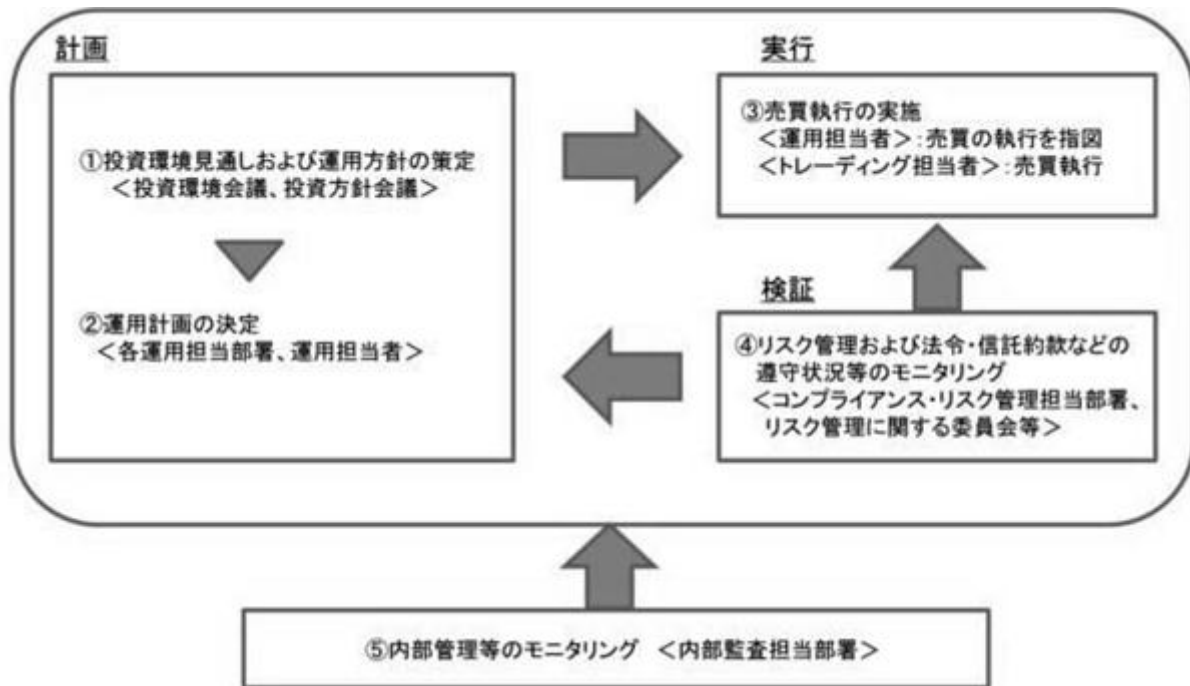 計画
①投資環境見通しおよび運用方針の策定
<投資環境会議、投資方針会議>
②運用計画の決定
<各運用担当部署、運用担当者>
実行
③売買執行の実施
<運用担当者>:売買の執行を指図
<トレーディング担当者>:売買執行
検証
④リスク管理および法令・信託約款などの
遵守状況等のモニタリング
<コンプライアンス・リスク管理担当部署、
リスク管理に関する委員会等>
⑤内部管理等のモニタリング <内部監査担当部署>